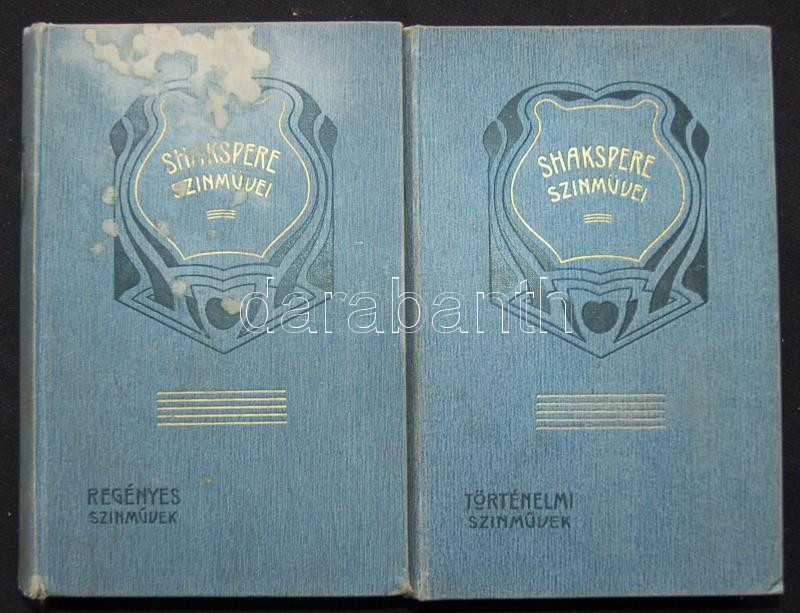 SHAKSPERE
SZINMŰVEI
REGÉNYES
SZINMŰVEK
SHAKSPERE
SZINMŰVEI
TÖRTÉNELMI
SZINMŰVEK
darabanth